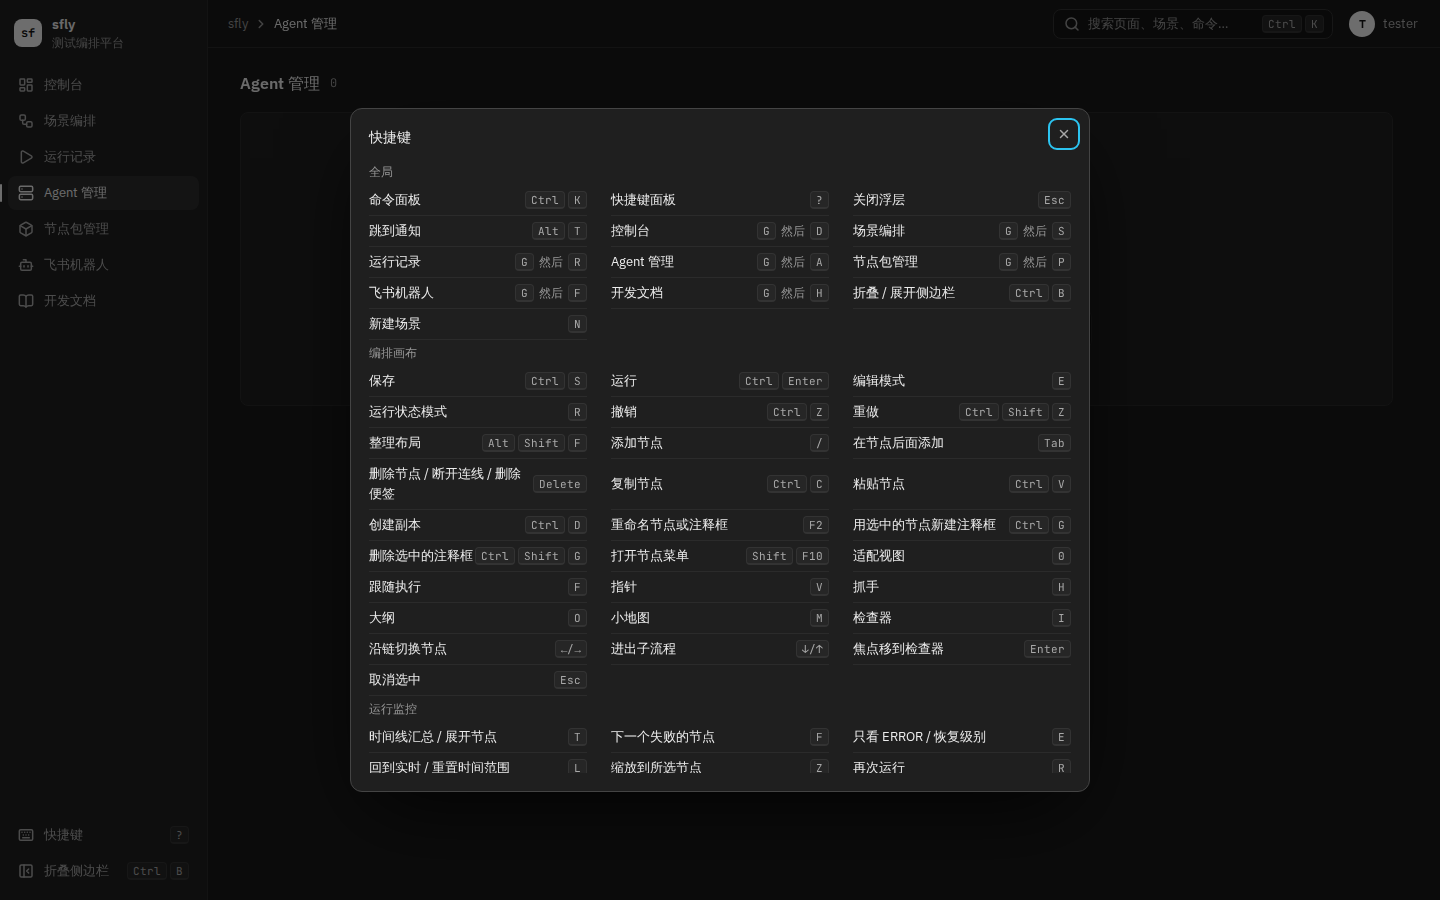 sf
sfly
测试编排平台
控制台
场景编排
运行记录
Agent 管理
节点包管理
飞书机器人
开发文档
快捷键 ?
折叠侧边栏 Ctrl B
sfly > Agent 管理
搜索页面、场景、命令... Ctrl K
T tester
Agent 管理 0
快捷键
全局
命令面板 Ctrl K 快捷键面板 ? 关闭浮层 Esc
跳到通知 Alt T 控制台 G 然后 D 场景编排 G 然后 S
运行记录 G 然后 R Agent 管理 G 然后 A 节点包管理 G 然后 P
飞书机器人 G 然后 F 开发文档 G 然后 H 折叠 / 展开侧边栏 Ctrl B
新建场景 N
编排画布
保存 Ctrl S 运行 Ctrl Enter 编辑模式 E
运行状态模式 R 撤销 Ctrl Z 重做 Ctrl Shift Z
整理布局 Alt Shift F 添加节点 / 在节点后面添加 Tab
删除节点 / 断开连线 / 删除
便签 Delete 复制节点 Ctrl C 粘贴节点 Ctrl V
创建副本 Ctrl D 重命名节点或注释框 F2 用选中的节点新建注释框 Ctrl G
删除选中的注释框 Ctrl Shift G 打开节点菜单 Shift F10 适配视图 0
跟随执行 F 指针 V 抓手 H
大纲 O 小地图 M 检查器 I
沿链切换节点 ←/→ 进出子流程 ↓/↑ 焦点移到检查器 Enter
取消选中 Esc
运行监控
时间线汇总 / 展开节点 T 下一个失败的节点 F 只看 ERROR / 恢复级别 E
回到实时 / 重置时间范围 L 缩放到所选节点 Z 再次运行 R